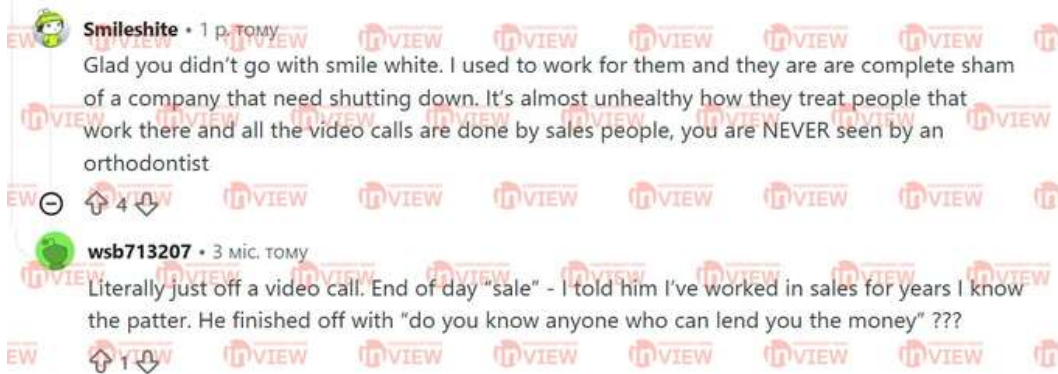 Smileshite • 1 р. тому
Glad you didn't go with smile white. I used to work for them and they are are complete sham
of a company that need shutting down. It's almost unhealthy how they treat people that
work there and all the video calls are done by sales people, you are NEVER seen by an
orthodontist
4
wsb713207 • 3 міс. тому
Literally just off a video call. End of day “sale” - I told him I've worked in sales for years I know
the patter. He finished off with “do you know anyone who can lend you the money” ???
1
INVIEW